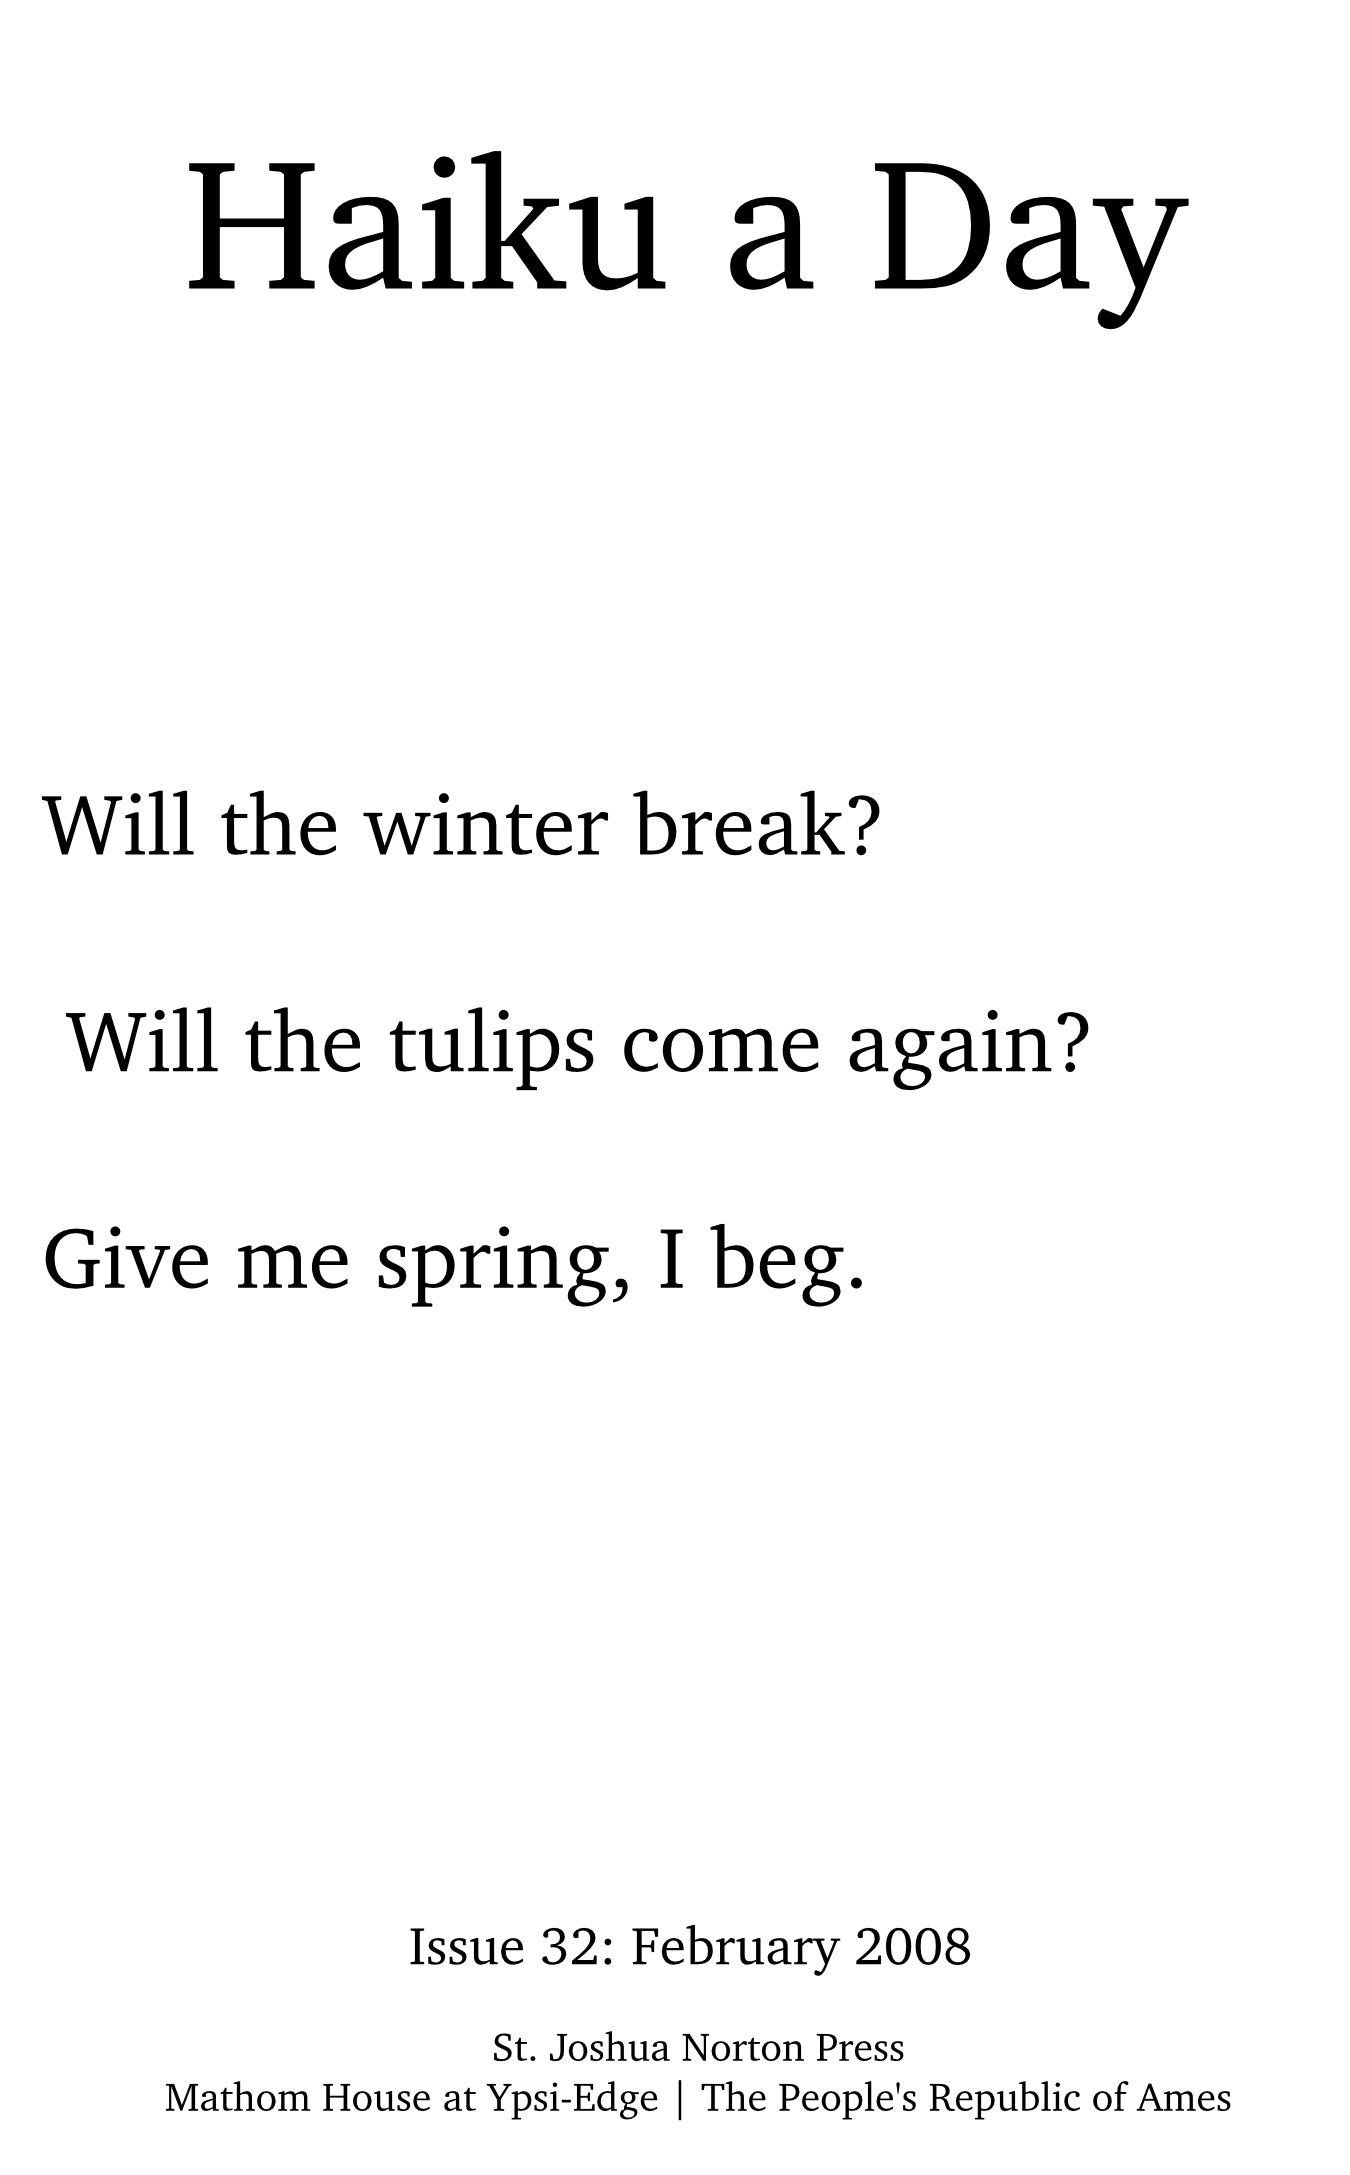 Haiku a Day
Will the winter break?
Will the tulips come again?
Give me spring, I beg.
Issue 32: February 2008
St. Joshua Norton Press
Mathom House at Ypsi-Edge | The People's Republic of Ames